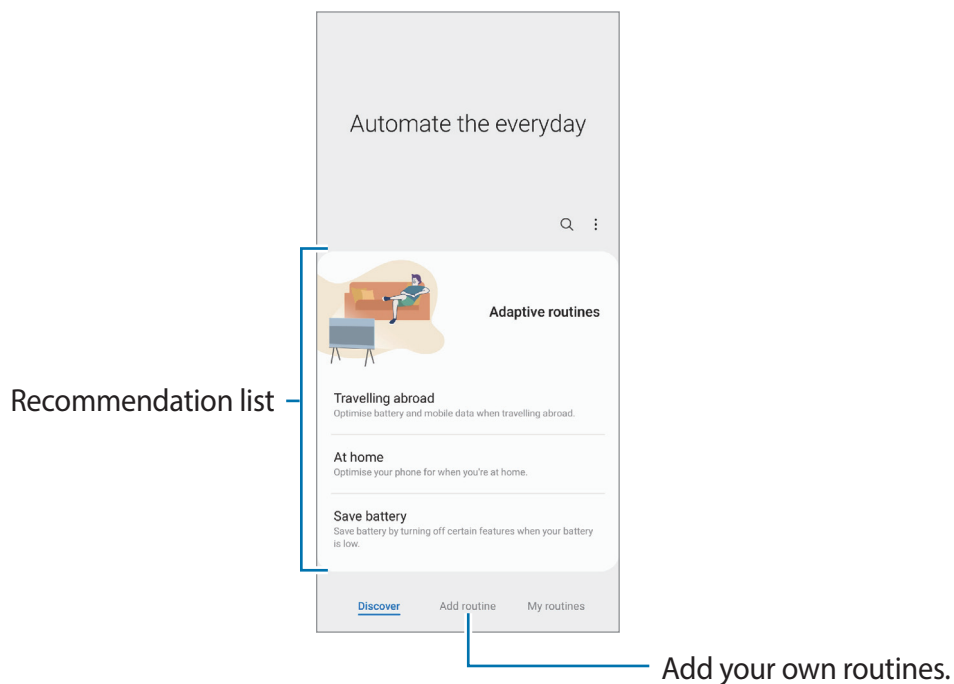 Automate the everyday
Adaptive routines
Recommendation list
Travelling abroad
Optimise battery and mobile data when travelling abroad.
At home
Optimise your phone for when you're at home.
Save battery
Save battery by turning off certain features when your battery
is low.
Discover
Add routine
My routines
Add your own routines.